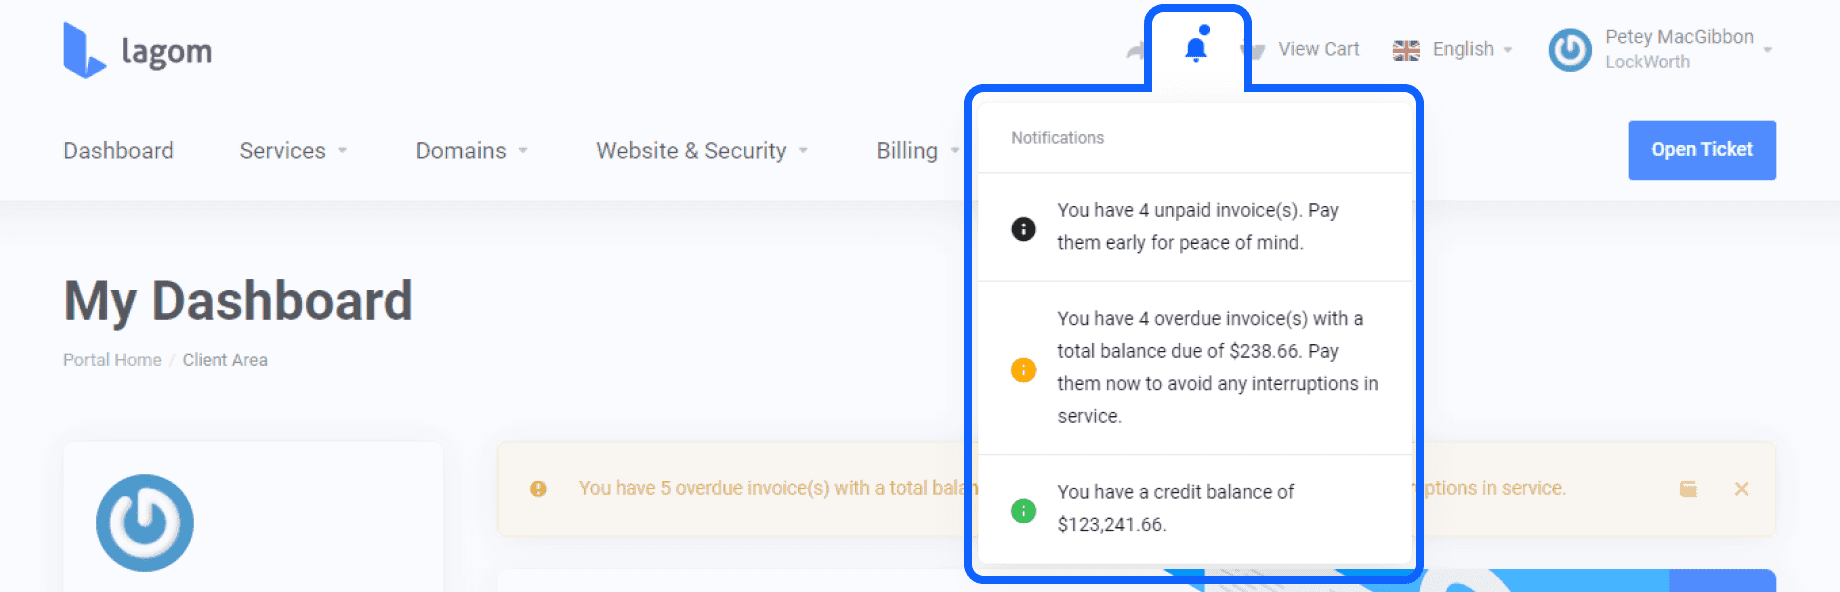 lagom
View Cart
English
Petey MacGibbon
LockWorth
Dashboard
Services
Domains
Website & Security
Billing
Open Ticket
Notifications
You have 4 unpaid invoice(s). Pay
them early for peace of mind.
You have 4 overdue invoice(s) with a
total balance due of $238.66. Pay
them now to avoid any interruptions in
service.
You have a credit balance of
$123,241.66.
My Dashboard
Portal Home / Client Area
You have 5 overdue invoice(s) with a total
in service.